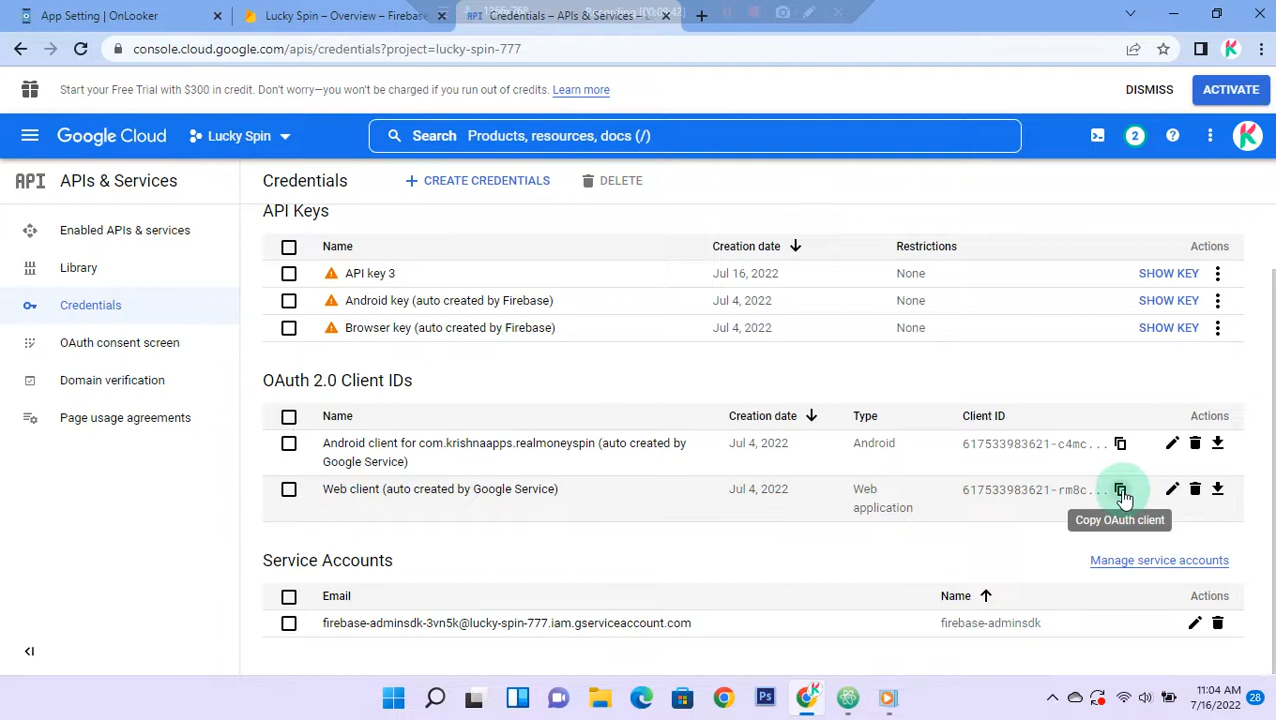 App Setting | OnLooker
Lucky Spin – Overview – Firebase
API Credentials – APIs & Services –
console.cloud.google.com/apis/credentials?project=lucky-spin-777
Start your Free Trial with $300 in credit. Don't worry—you won't be charged if you run out of credits. Learn more
DISMISS
ACTIVATE
Google Cloud
Lucky Spin
Search Products, resources, docs (/)
2
API APIs & Services
Credentials
CREATE CREDENTIALS
DELETE
Enabled APIs & services
Library
Credentials
OAuth consent screen
Domain verification
Page usage agreements
API Keys
Name Creation date Restrictions Actions
API key 3 Jul 16, 2022 None SHOW KEY
Android key (auto created by Firebase) Jul 4, 2022 None SHOW KEY
Browser key (auto created by Firebase) Jul 4, 2022 None SHOW KEY
OAuth 2.0 Client IDs
Name Creation date Type Client ID Actions
Android client for com.krishnaapps.realmoneyspin (auto created by Jul 4, 2022 Android 617533983621-c4mc...
Google Service)
Web client (auto created by Google Service) Jul 4, 2022 Web 617533983621-rm8c...
application
Copy OAuth client
Service Accounts
Manage service accounts
Email Name Actions
firebase-adminsdk-3vn5k@lucky-spin-777.iam.gserviceaccount.com firebase-adminsdk
11:04 AM
7/16/2022
28